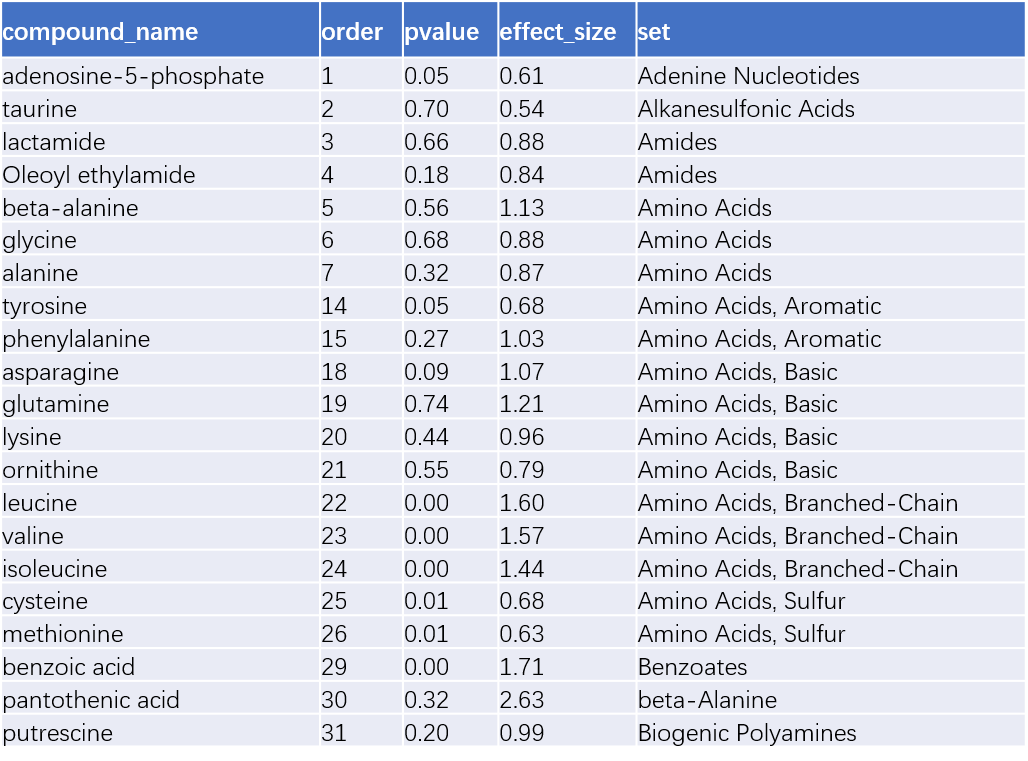 compound_name order pvalue effect_size set
adenosine-5-phosphate 1 0.05 0.61 Adenine Nucleotides
taurine 2 0.70 0.54 Alkanesulfonic Acids
lactamide 3 0.66 0.88 Amides
Oleoyl ethylamide 4 0.18 0.84 Amides
beta-alanine 5 0.56 1.13 Amino Acids
glycine 6 0.68 0.88 Amino Acids
alanine 7 0.32 0.87 Amino Acids
tyrosine 14 0.05 0.68 Amino Acids, Aromatic
phenylalanine 15 0.27 1.03 Amino Acids, Aromatic
asparagine 18 0.09 1.07 Amino Acids, Basic
glutamine 19 0.74 1.21 Amino Acids, Basic
lysine 20 0.44 0.96 Amino Acids, Basic
ornithine 21 0.55 0.79 Amino Acids, Basic
leucine 22 0.00 1.60 Amino Acids, Branched-Chain
valine 23 0.00 1.57 Amino Acids, Branched-Chain
isoleucine 24 0.00 1.44 Amino Acids, Branched-Chain
cysteine 25 0.01 0.68 Amino Acids, Sulfur
methionine 26 0.01 0.63 Amino Acids, Sulfur
benzoic acid 29 0.00 1.71 Benzoates
pantothenic acid 30 0.32 2.63 beta-Alanine
putrescine 31 0.20 0.99 Biogenic Polyamines